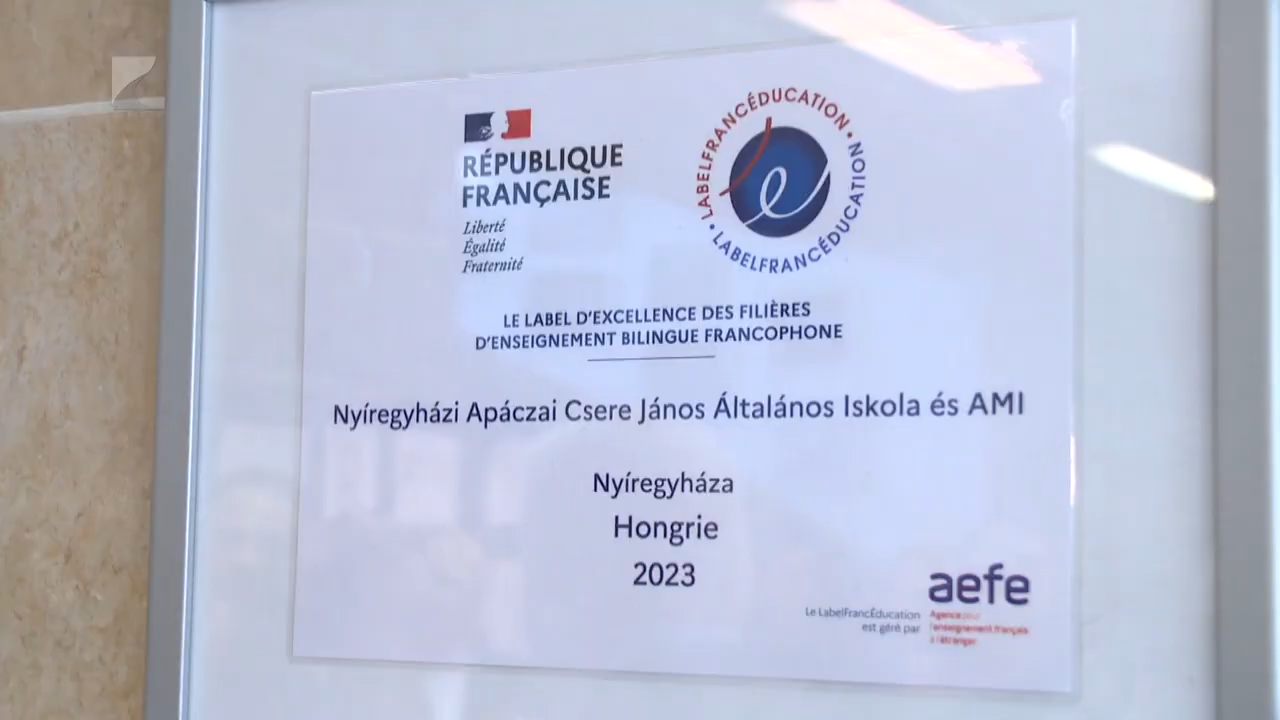 RÉPUBLIQUE
FRANÇAISE
Liberté
Égalité
Fraternité
LABELFRANCÉDUCATION • LABELFRANCÉDUCATION •
LE LABEL D'EXCELLENCE DES FILIÈRES
D'ENSEIGNEMENT BILINGUE FRANCOPHONE
Nyíregyházi Apáczai Csere János Általános Iskola és AMI
Nyíregyháza
Hongrie
2023
aefe
Le LabelFrancÉducation
est géré par
Agence pour
l'enseignement français
à l'étranger